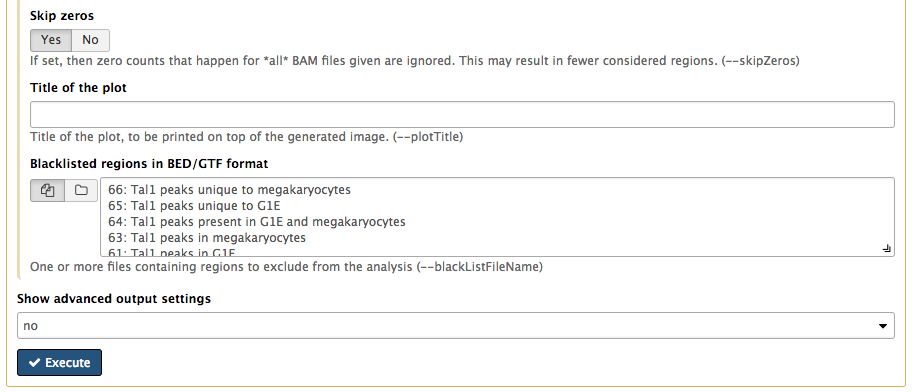 Skip zeros
Yes No
If set, then zero counts that happen for *all* BAM files given are ignored. This may result in fewer considered regions. (--skipZeros)
Title of the plot
Title of the plot, to be printed on top of the generated image. (--plotTitle)
Blacklisted regions in BED/GTF format
66: Tal1 peaks unique to megakaryocytes
65: Tal1 peaks unique to G1E
64: Tal1 peaks present in G1E and megakaryocytes
63: Tal1 peaks in megakaryocytes
61: Tal1 peaks in G1E
One or more files containing regions to exclude from the analysis (--blackListFileName)
Show advanced output settings
no
Execute